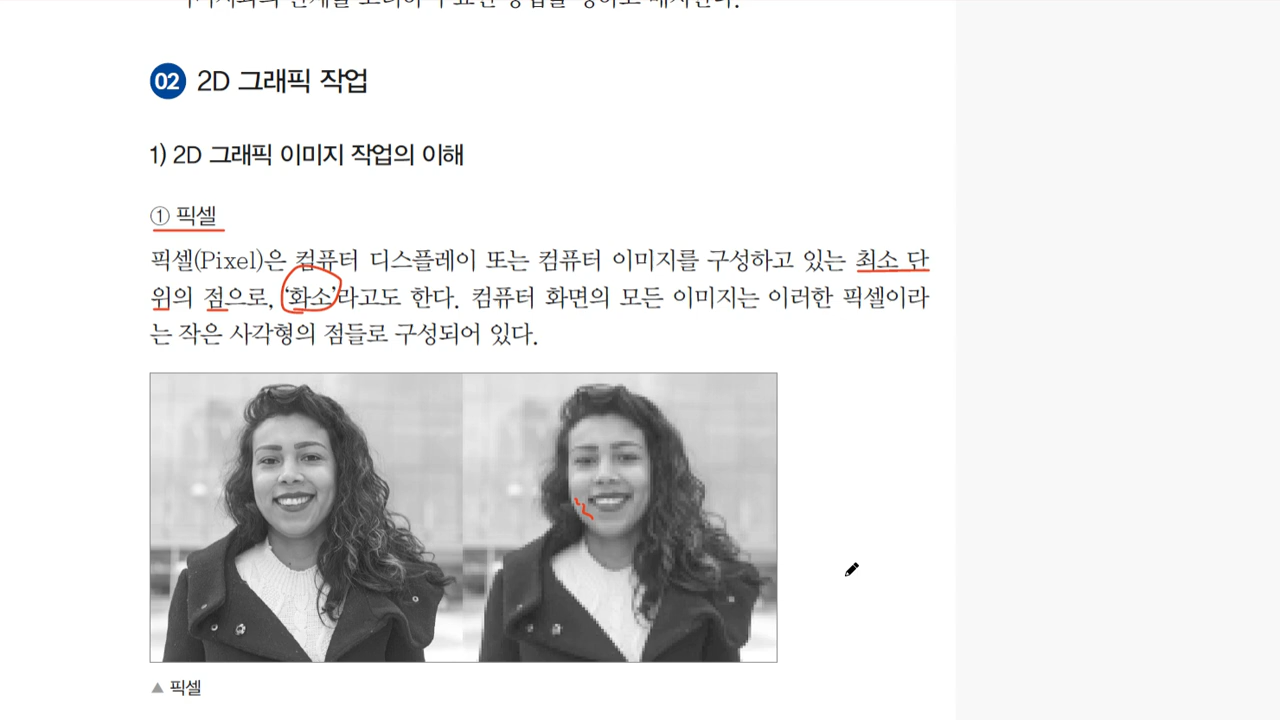 02 2D 그래픽 작업
1) 2D 그래픽 이미지 작업의 이해
① 픽셀
픽셀(Pixel)은 컴퓨터 디스플레이 또는 컴퓨터 이미지를 구성하고 있는 최소 단
위의 점으로, ‘화소’라고도 한다. 컴퓨터 화면의 모든 이미지는 이러한 픽셀이라
는 작은 사각형의 점들로 구성되어 있다.
▲ 픽셀